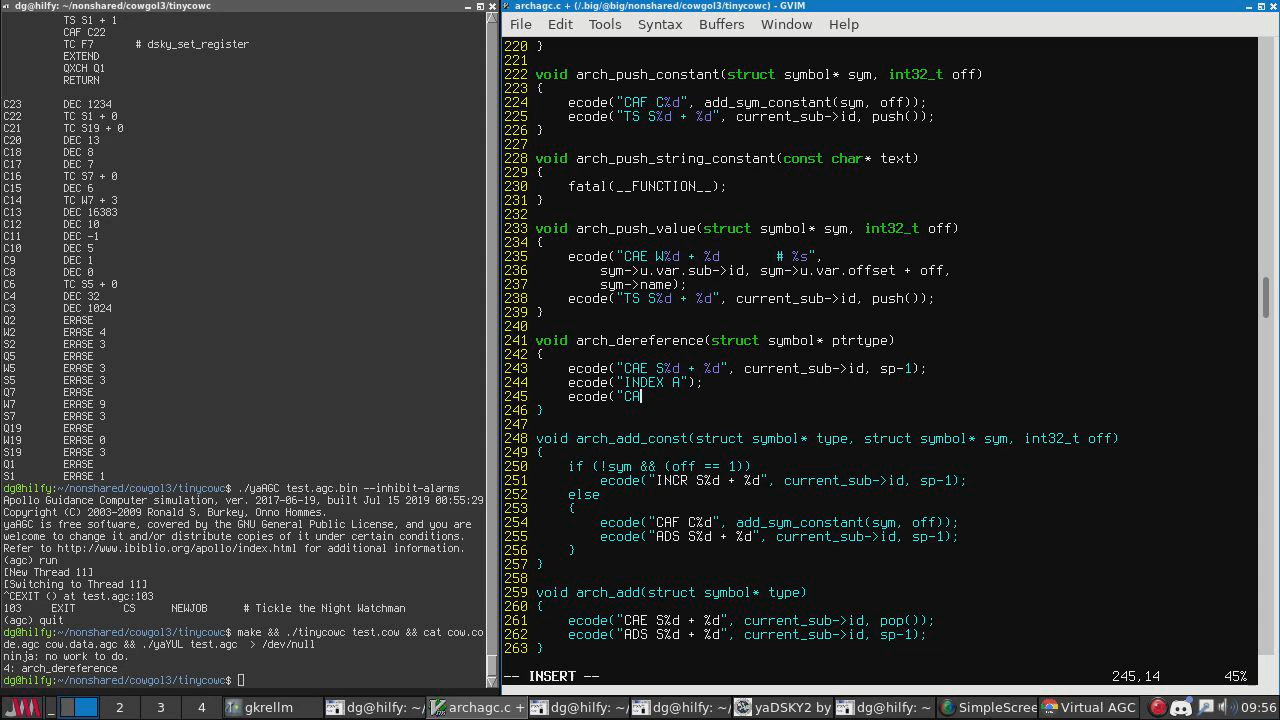 dg@hilfy:~/nonshared/cowgol3/tinycowc
TS S1 + 1
CAF C22
TC F7 # dsky_set_register
EXTEND
QXCH Q1
RETURN
C23 DEC 1234
C22 TC S1 + 0
C21 TC S19 + 0
C20 DEC 13
C18 DEC 8
C17 DEC 7
C16 TC S7 + 0
C15 DEC 6
C14 TC W7 + 3
C13 DEC 16383
C12 DEC 10
C11 DEC -1
C10 DEC 5
C9 DEC 1
C8 DEC 0
C6 TC S5 + 0
C4 DEC 32
C3 DEC 1024
Q2 ERASE
W2 ERASE 4
S2 ERASE 3
Q5 ERASE
W5 ERASE 3
S5 ERASE 3
Q7 ERASE
W7 ERASE 9
S7 ERASE 3
Q19 ERASE
W19 ERASE 0
S19 ERASE 3
Q1 ERASE
S1 ERASE 1
dg@hilfy:~/nonshared/cowgol3/tinycowc$ ./yaAGC test.agc.bin --inhibit-alarms
Apollo Guidance Computer simulation, ver. 2017-06-19, built Jul 15 2019 00:55:29
Copyright (C) 2003-2009 Ronald S. Burkey, Onno Hommes.
yaAGC is free software, covered by the GNU General Public License, and you are
welcome to change it and/or distribute copies of it under certain conditions.
Refer to http://www.ibiblio.org/apollo/index.html for additional information.
(agc) run
[New Thread 11]
[Switching to Thread 11]
^CEXIT () at test.agc:103
103 EXIT CS NEWJOB # Tickle the Night Watchman
(agc) quit
dg@hilfy:~/nonshared/cowgol3/tinycowc$ make && ./tinycowc test.cow && cat cow.co
de.agc cow.data.agc && ./yaYUL test.agc > /dev/null
ninja: no work to do.
4: arch_dereference
dg@hilfy:~/nonshared/cowgol3/tinycowc$
archagc.c + (/.big/@big/nonshared/cowgol3/tinycowc) - GVIM
File Edit Tools Syntax Buffers Window Help
220 }
221
222 void arch_push_constant(struct symbol* sym, int32_t off)
223 {
224 ecode("CAF C%d", add_sym_constant(sym, off));
225 ecode("TS S%d + %d", current_sub->id, push());
226 }
227
228 void arch_push_string_constant(const char* text)
229 {
230 fatal(__FUNCTION__);
231 }
232
233 void arch_push_value(struct symbol* sym, int32_t off)
234 {
235 ecode("CAE W%d + %d # %s",
236 sym->u.var.sub->id, sym->u.var.offset + off,
237 sym->name);
238 ecode("TS S%d + %d", current_sub->id, push());
239 }
240
241 void arch_dereference(struct symbol* ptrtype)
242 {
243 ecode("CAE S%d + %d", current_sub->id, sp-1);
244 ecode("INDEX A");
245 ecode("CA
246 }
247
248 void arch_add_const(struct symbol* type, struct symbol* sym, int32_t off)
249 {
250 if (!sym && (off == 1))
251 ecode("INCR S%d + %d", current_sub->id, sp-1);
252 else
253 {
254 ecode("CAF C%d", add_sym_constant(sym, off));
255 ecode("ADS S%d + %d", current_sub->id, sp-1);
256 }
257 }
258
259 void arch_add(struct symbol* type)
260 {
261 ecode("CAE S%d + %d", current_sub->id, pop());
262 ecode("ADS S%d + %d", current_sub->id, sp-1);
263 }
-- INSERT -- 245,14 45%
2 3 4 gkrellm dg@hilfy: ~/ archagc.c + dg@hilfy: ~/ dg@hilfy: ~/ yaDSKY2 by dg@hilfy: ~/ SimpleScree Virtual AGC 09:56